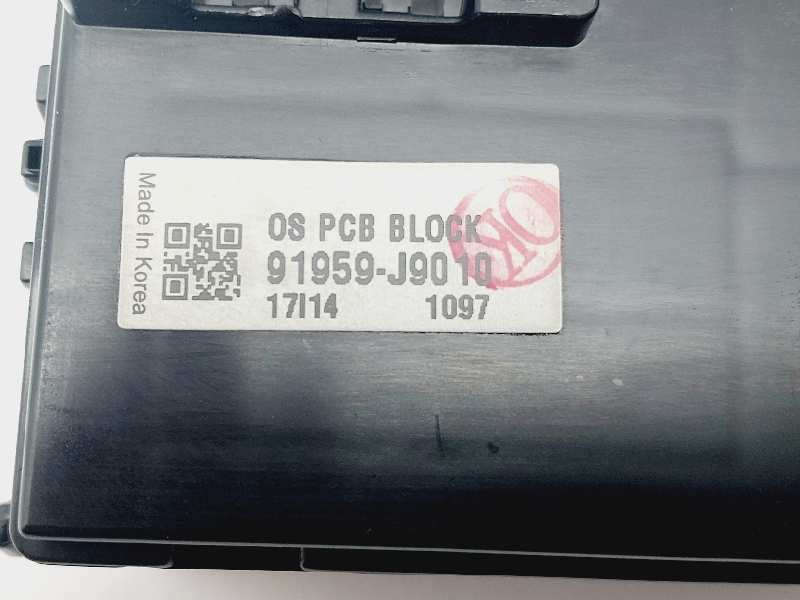 Made In Korea
OS PCB BLOCK
91959-J9010
17I14 1097
OK